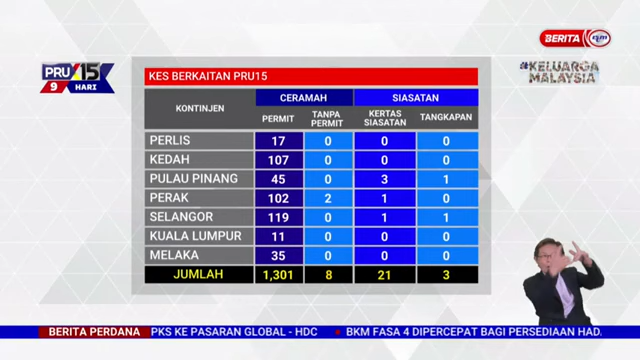 BERITA RTM
PRU 15
9 HARI
#KELUARGA
MALAYSIA
KES BERKAITAN PRU15
KONTINJEN CERAMAH SIASATAN
PERMIT TANPA PERMIT KERTAS SIASATAN TANGKAPAN
PERLIS 17 0 0 0
KEDAH 107 0 0 0
PULAU PINANG 45 0 3 1
PERAK 102 2 1 0
SELANGOR 119 0 1 1
KUALA LUMPUR 11 0 0 0
MELAKA 35 0 0 0
JUMLAH 1,301 8 21 3
BERITA PERDANA PKS KE PASARAN GLOBAL - HDC • BKM FASA 4 DIPERCEPAT BAGI PERSEDIAAN HAD.